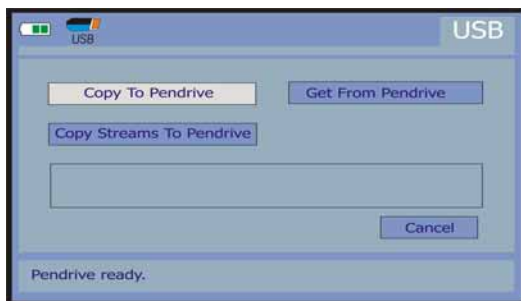 USB
USB
Copy To Pendrive
Get From Pendrive
Copy Streams To Pendrive
Cancel
Pendrive ready.